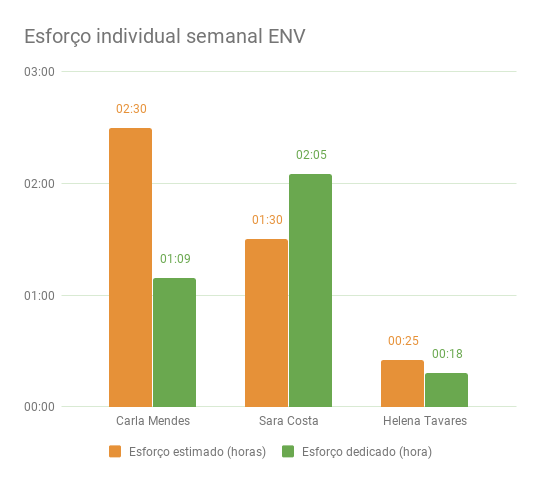 Esforço individual semanal ENV
03:00
02:00
01:00
00:00
02:30
01:09
01:30
02:05
00:25
00:18
Carla Mendes
Sara Costa
Helena Tavares
Esforço estimado (horas)
Esforço dedicado (hora)